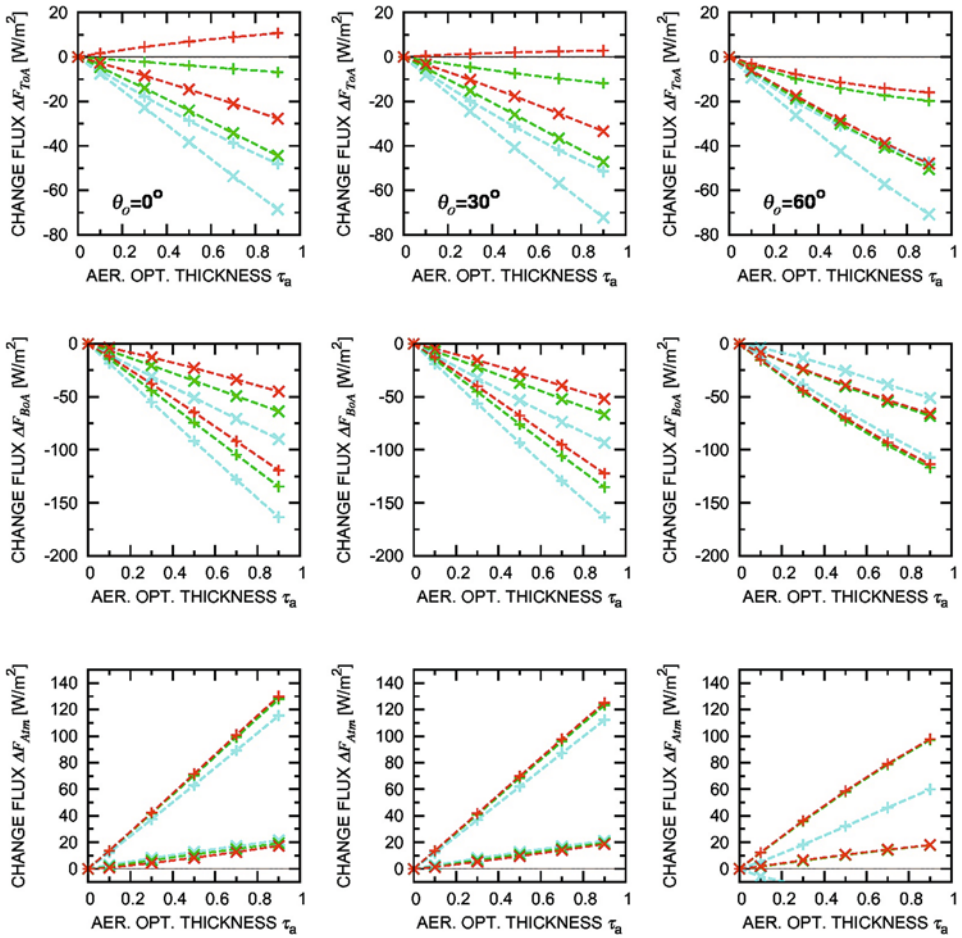 CHANGE FLUX ΔF_ToA [W/m²]
20
0
-20
-40
-60
-80
θo=0°
0 0.2 0.4 0.6 0.8 1
AER. OPT. THICKNESS τa
CHANGE FLUX ΔF_ToA [W/m²]
20
0
-20
-40
-60
-80
θo=30°
0 0.2 0.4 0.6 0.8 1
AER. OPT. THICKNESS τa
CHANGE FLUX ΔF_ToA [W/m²]
20
0
-20
-40
-60
-80
θo=60°
0 0.2 0.4 0.6 0.8 1
AER. OPT. THICKNESS τa
CHANGE FLUX ΔF_BoA [W/m²]
0
-50
-100
-150
-200
0 0.2 0.4 0.6 0.8 1
AER. OPT. THICKNESS τa
CHANGE FLUX ΔF_BoA [W/m²]
0
-50
-100
-150
-200
0 0.2 0.4 0.6 0.8 1
AER. OPT. THICKNESS τa
CHANGE FLUX ΔF_BoA [W/m²]
0
-50
-100
-150
-200
0 0.2 0.4 0.6 0.8 1
AER. OPT. THICKNESS τa
CHANGE FLUX ΔF_Atm [W/m²]
140
120
100
80
60
40
20
0
0 0.2 0.4 0.6 0.8 1
AER. OPT. THICKNESS τa
CHANGE FLUX ΔF_Atm [W/m²]
140
120
100
80
60
40
20
0
0 0.2 0.4 0.6 0.8 1
AER. OPT. THICKNESS τa
CHANGE FLUX ΔF_Atm [W/m²]
140
120
100
80
60
40
20
0
0 0.2 0.4 0.6 0.8 1
AER. OPT. THICKNESS τa